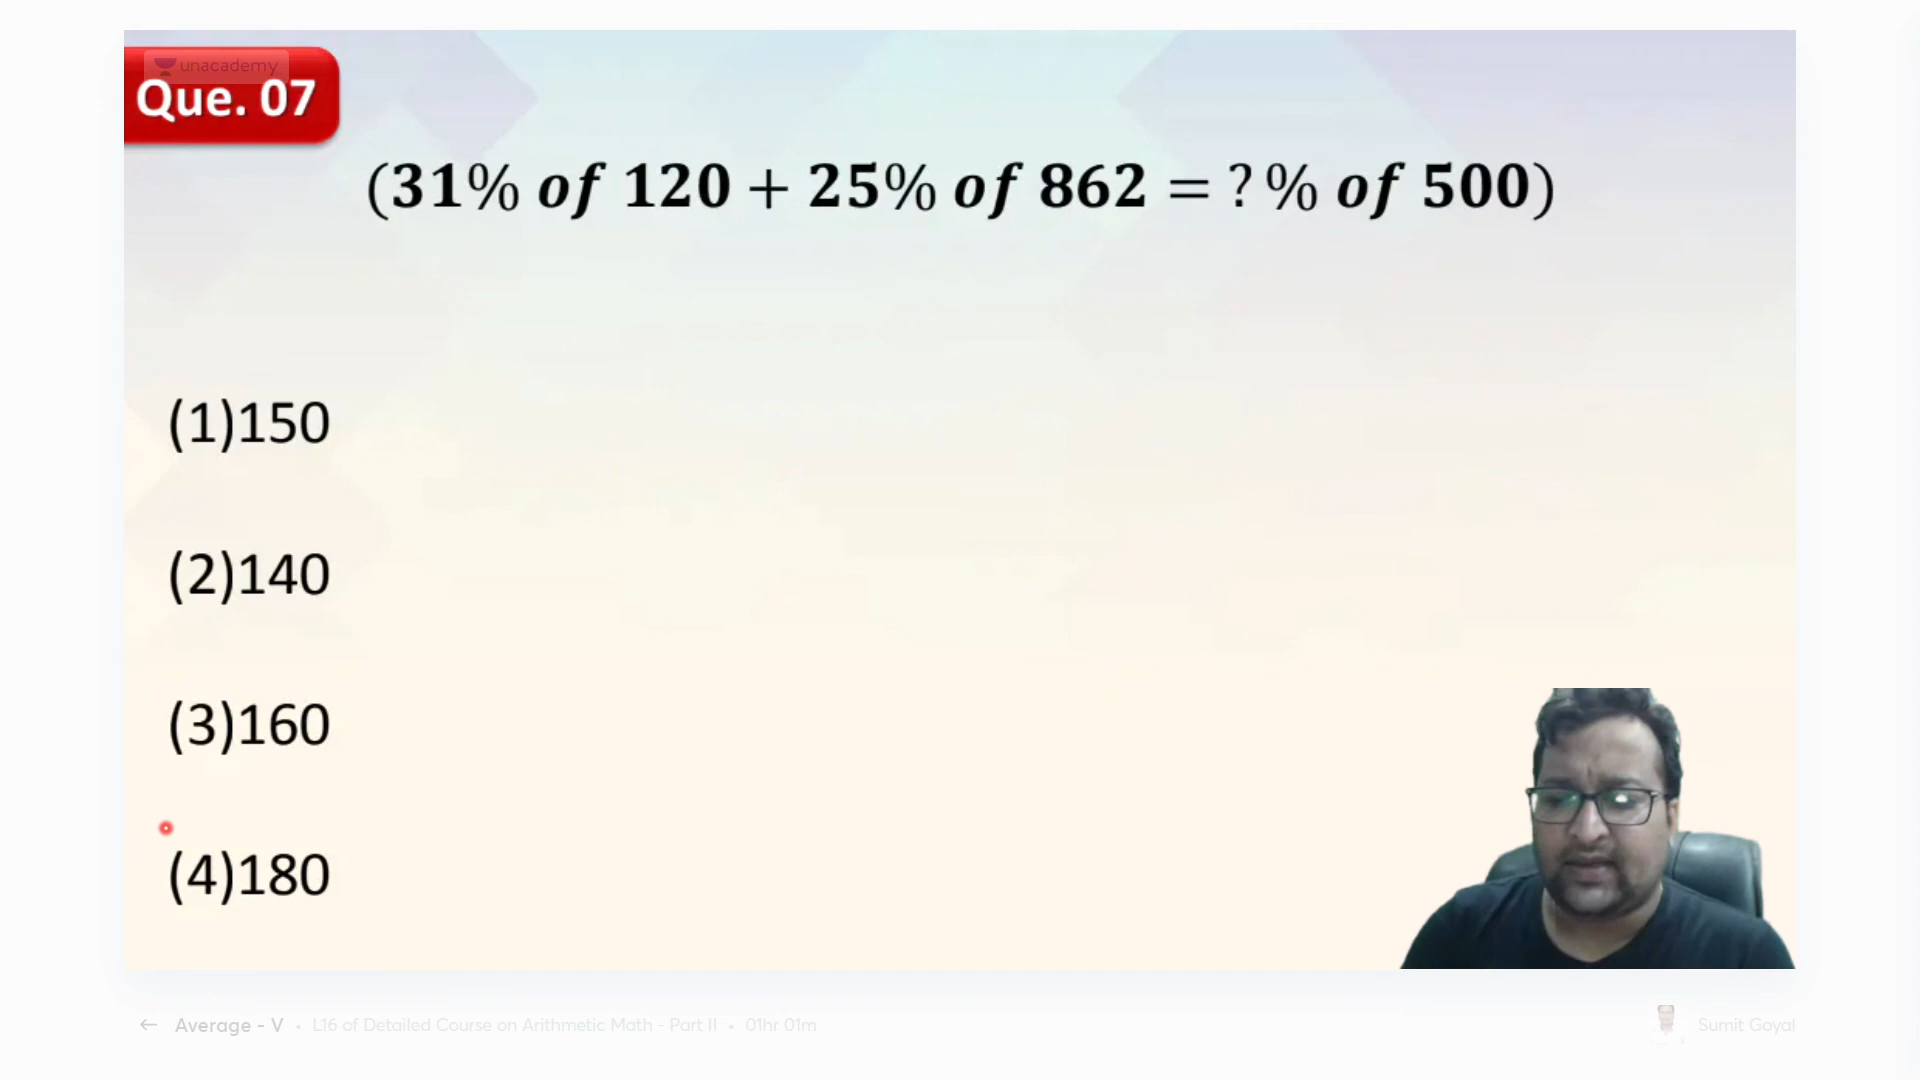 unacademy
Que. 07
(31% of 120 + 25% of 862 = ? % of 500)
(1)150
(2)140
(3)160
(4)180
← Average - V • L16 of Detailed Course on Arithmetic Math - Part II • 01hr 01m
Sumit Goyal